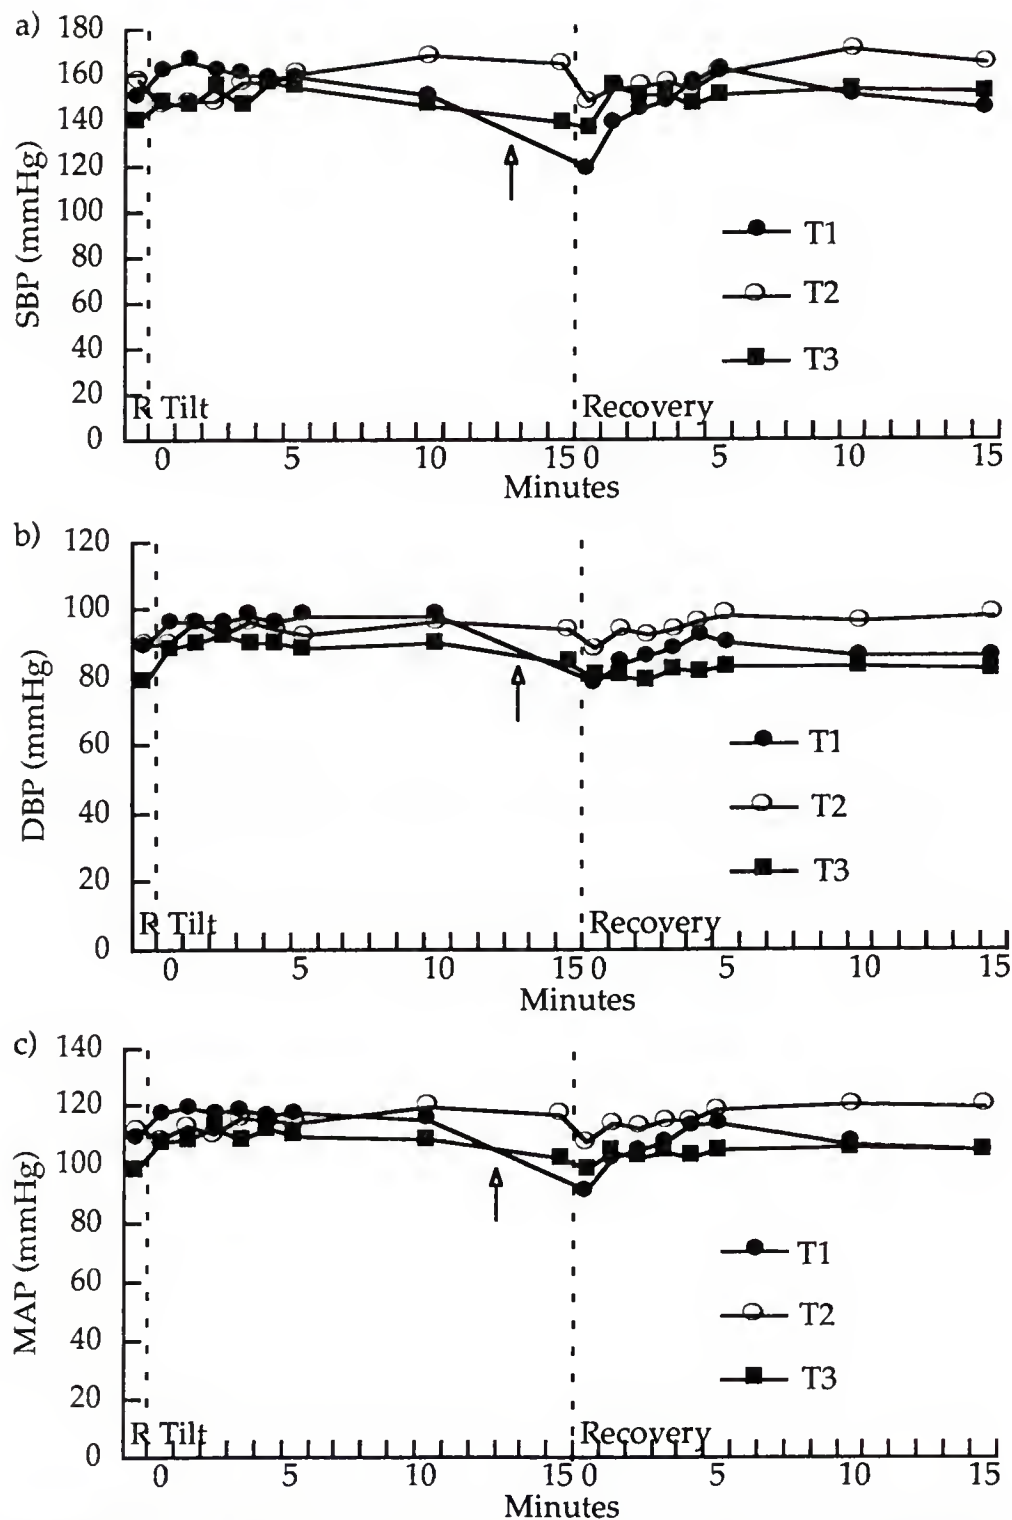 a)
180
160
140
120
100
80
60
40
20
0
SBP (mmHg)
T1
T2
T3
R Tilt
Recovery
0 5 10 15 0 5 10 15
Minutes
b)
120
100
80
60
40
20
0
DBP (mmHg)
T1
T2
T3
R Tilt
Recovery
0 5 10 15 0 5 10 15
Minutes
c)
140
120
100
80
60
40
20
0
MAP (mmHg)
T1
T2
T3
R Tilt
Recovery
0 5 10 15 0 5 10 15
Minutes